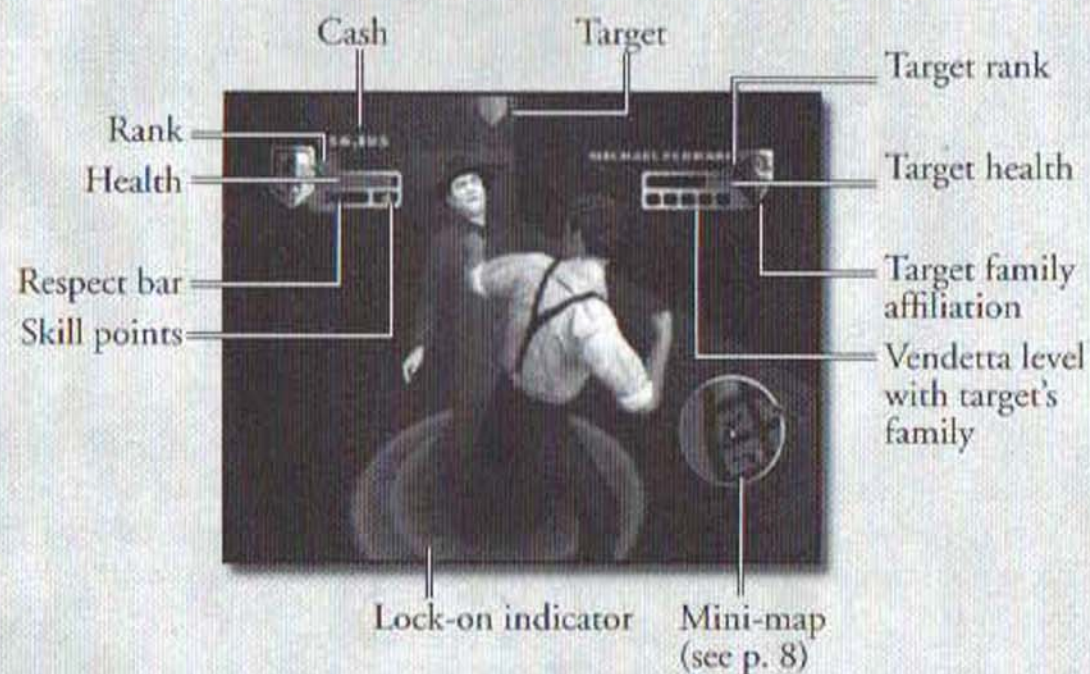 Cash
Target
Target rank
Rank
Health
Target health
Respect bar
Skill points
Target family
affiliation
Vendetta level
with target's
family
Lock-on indicator
Mini-map
(see p. 8)